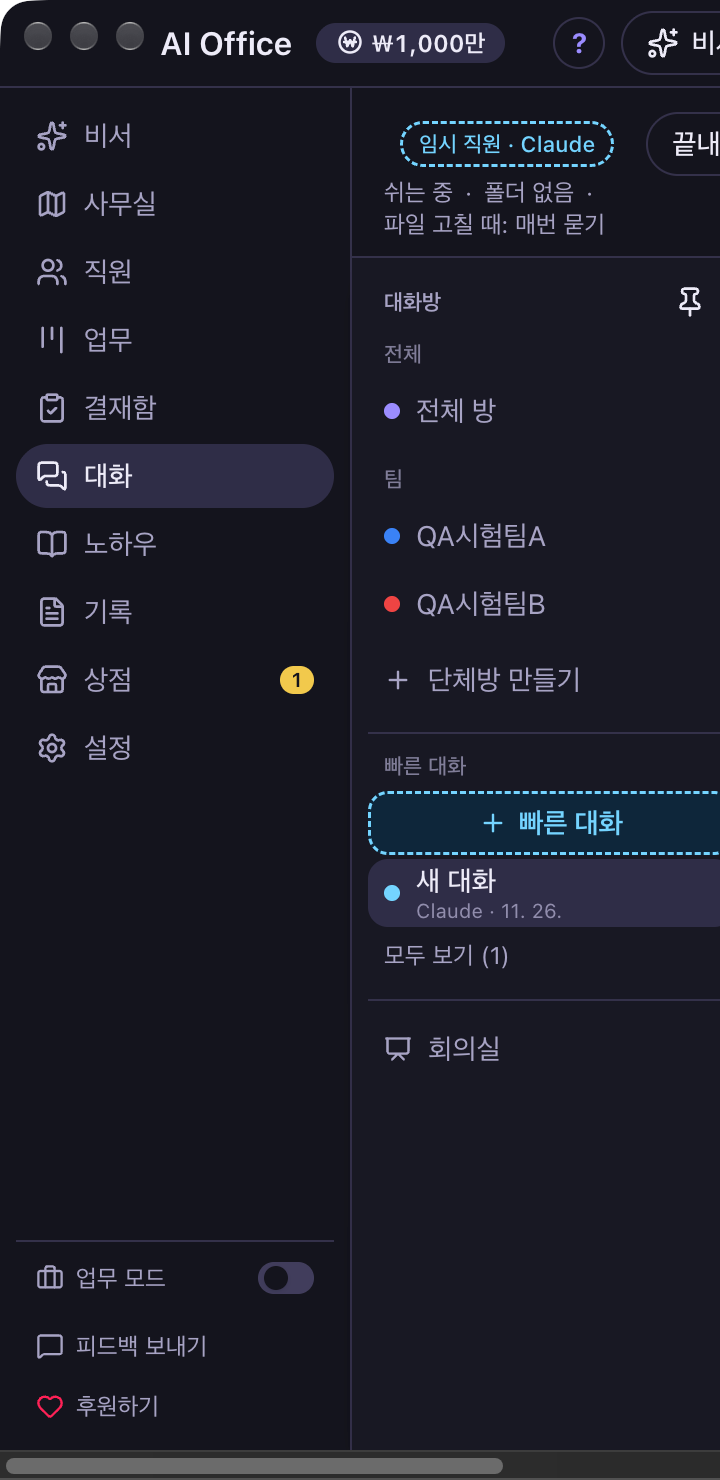 AI Office
₩1,000만
?
비서
사무실
직원
업무
결재함
대화
노하우
기록
상점
1
설정
업무 모드
피드백 보내기
후원하기
임시 직원 · Claude
끝내
쉬는 중 · 폴더 없음 ·
파일 고칠 때: 매번 묻기
대화방
전체
전체 방
팀
QA시험팀A
QA시험팀B
+ 단체방 만들기
빠른 대화
+ 빠른 대화
새 대화
Claude · 11. 26.
모두 보기 (1)
회의실